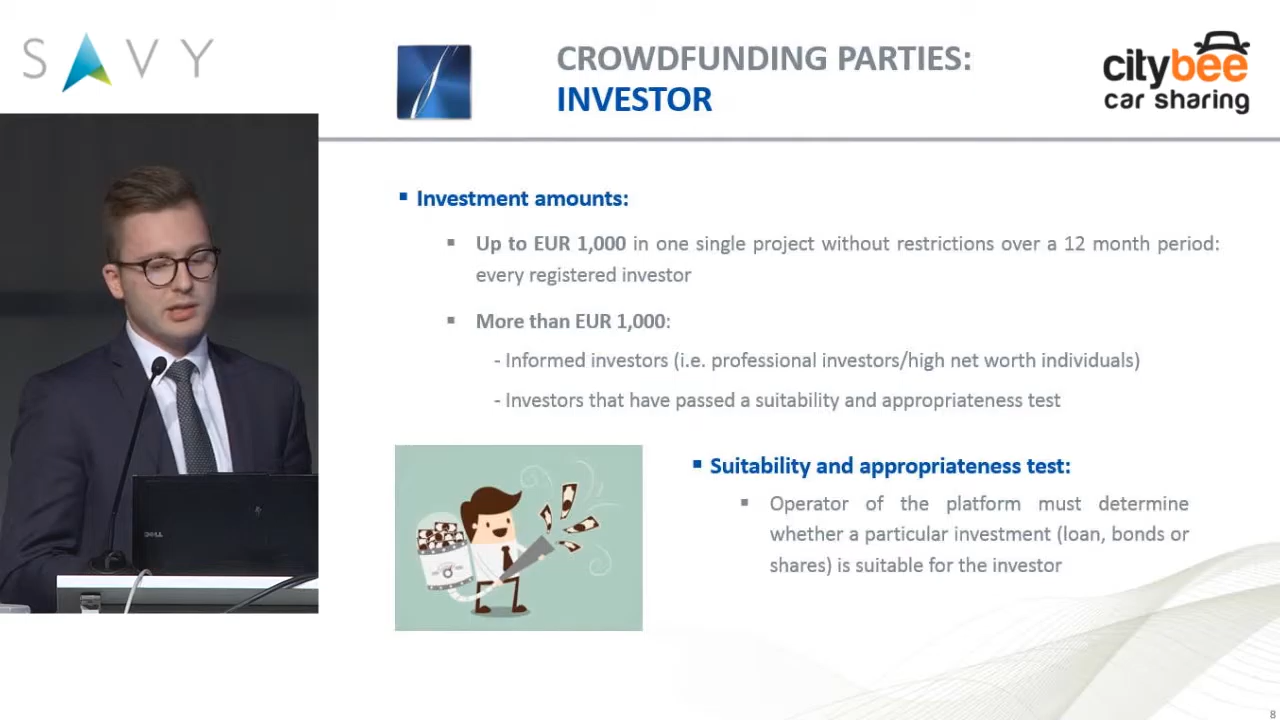 SAVY
CROWDFUNDING PARTIES:
INVESTOR
citybee
car sharing
▪ Investment amounts:
▪ Up to EUR 1,000 in one single project without restrictions over a 12 month period:
every registered investor
▪ More than EUR 1,000:
- Informed investors (i.e. professional investors/high net worth individuals)
- Investors that have passed a suitability and appropriateness test
▪ Suitability and appropriateness test:
▪ Operator of the platform must determine
whether a particular investment (loan, bonds or
shares) is suitable for the investor
DELL
8